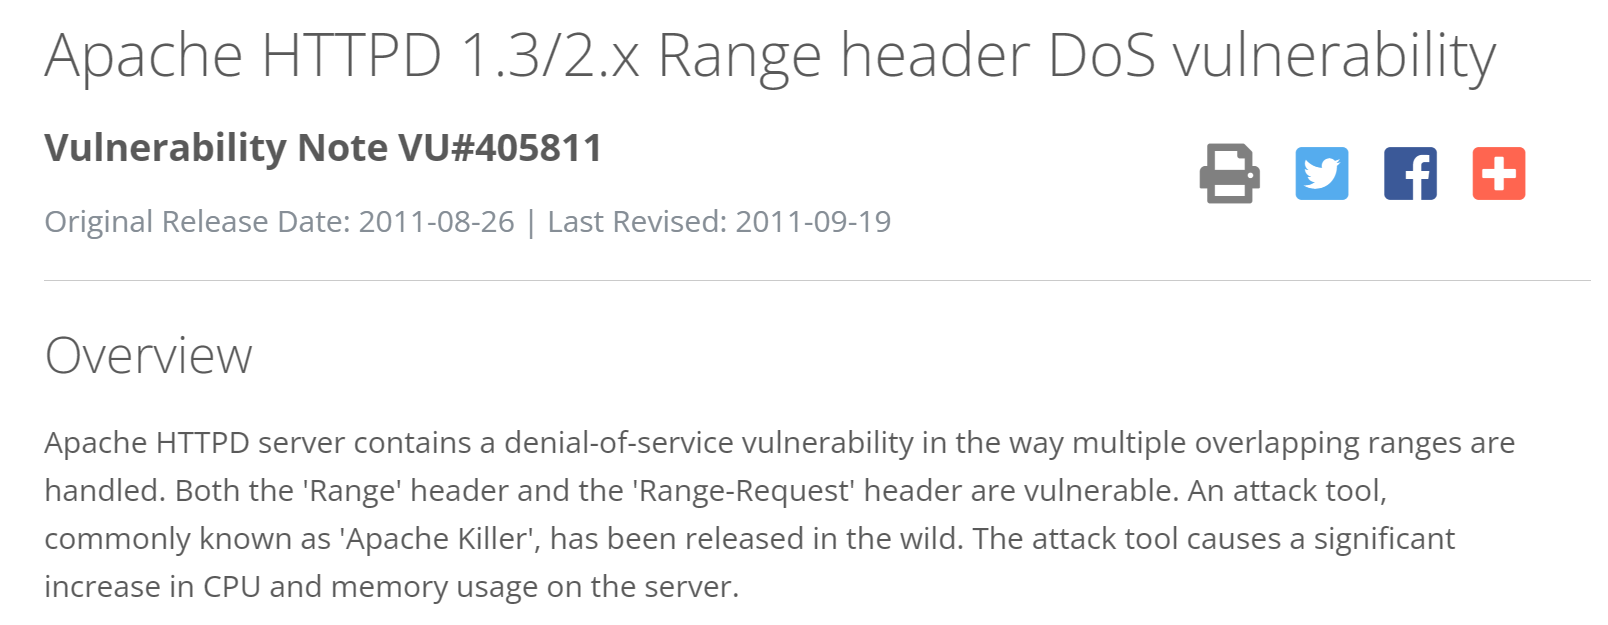 Apache HTTPD 1.3/2.x Range header DoS vulnerability
Vulnerability Note VU#405811
Original Release Date: 2011-08-26 | Last Revised: 2011-09-19
Overview
Apache HTTPD server contains a denial-of-service vulnerability in the way multiple overlapping ranges are
handled. Both the 'Range' header and the 'Range-Request' header are vulnerable. An attack tool,
commonly known as 'Apache Killer', has been released in the wild. The attack tool causes a significant
increase in CPU and memory usage on the server.